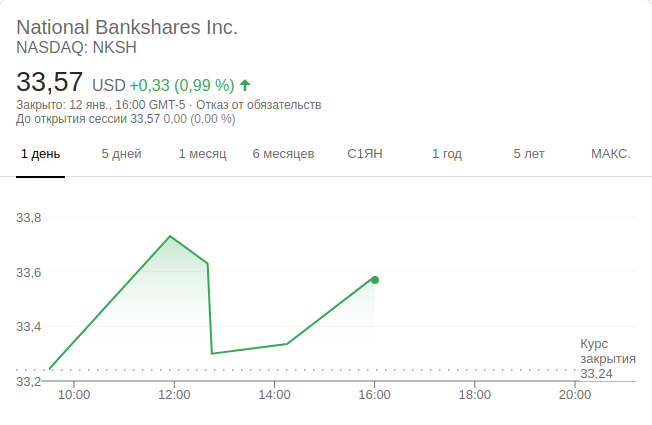 National Bankshares Inc.
NASDAQ: NKSH
33,57 USD +0,33 (0,99 %)
Закрыто: 12 янв., 16:00 GMT-5 · Отказ от обязательств
До открытия сессии 33,57 0,00 (0,00 %)
1 день 5 дней 1 месяц 6 месяцев С1ЯН 1 год 5 лет МАКС.
33,8
33,6
33,4
33,2
Курс
закрытия
33,24
10:00 12:00 14:00 16:00 18:00 20:00